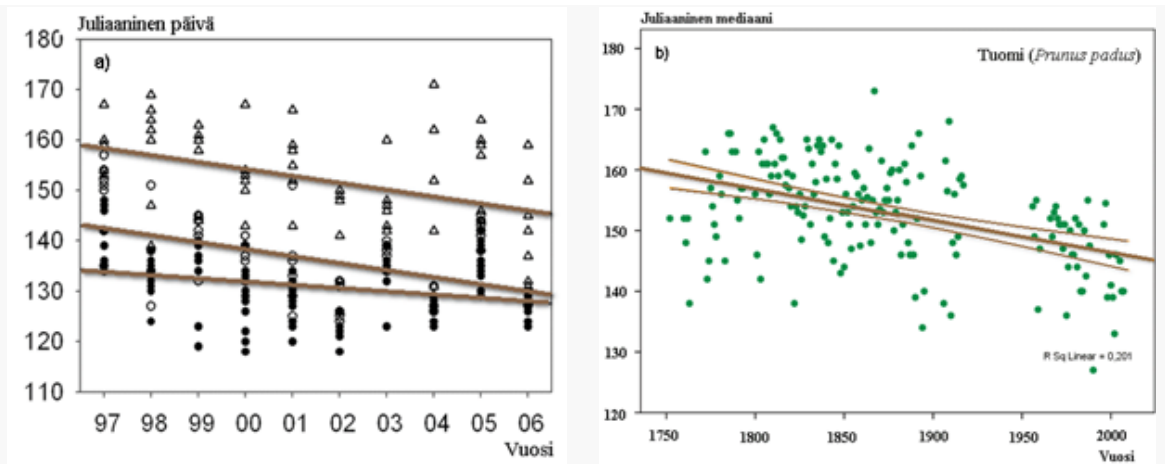 Juliaaninen päivä
a)
180
170
160
150
140
130
120
110
97 98 99 00 01 02 03 04 05 06
Vuosi
Juliaaninen mediaani
b)
Tuomi (Prunus padus)
180
170
160
150
140
130
120
R Sq Linear = 0,201
1750 1800 1850 1900 1950 2000
Vuosi